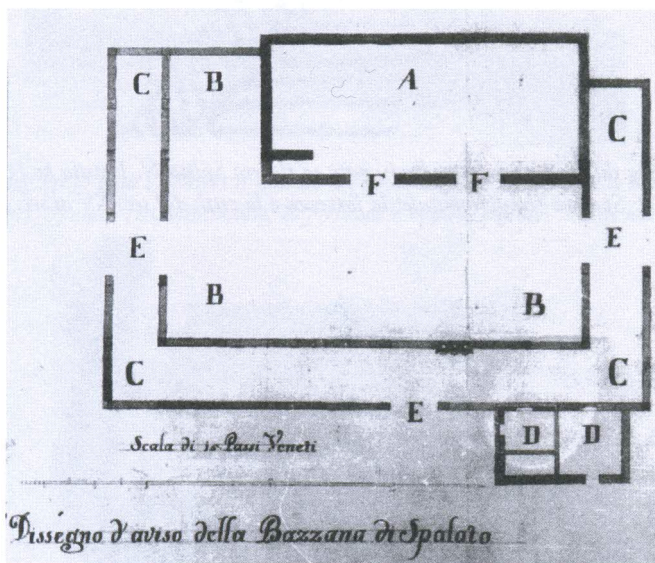 C B A C
F F
E E
B B
C C
E
D D
Scala di 10 Passi Veneti
Dissegno d'aviso della Bazzana di Spalato